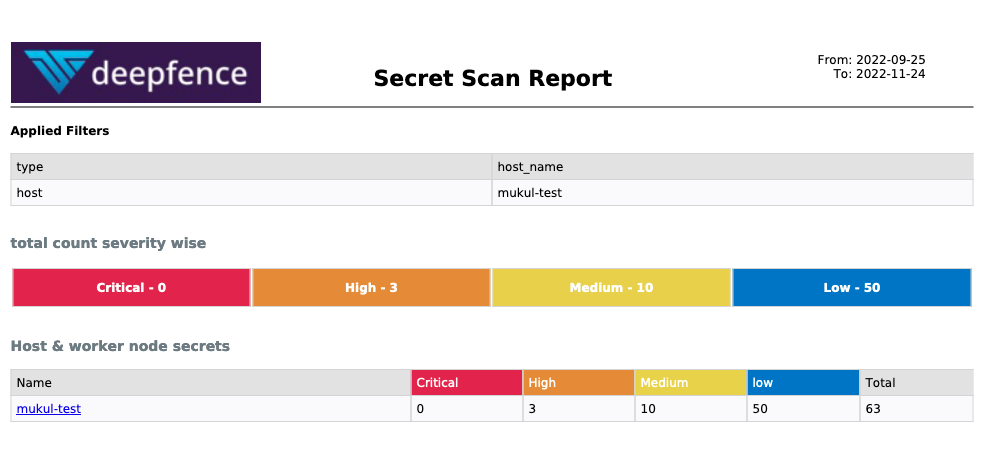 deepfence
Secret Scan Report
From: 2022-09-25
To: 2022-11-24
Applied Filters
type host_name
host mukul-test
total count severity wise
Critical - 0 High - 3 Medium - 10 Low - 50
Host & worker node secrets
Name Critical High Medium low Total
mukul-test 0 3 10 50 63